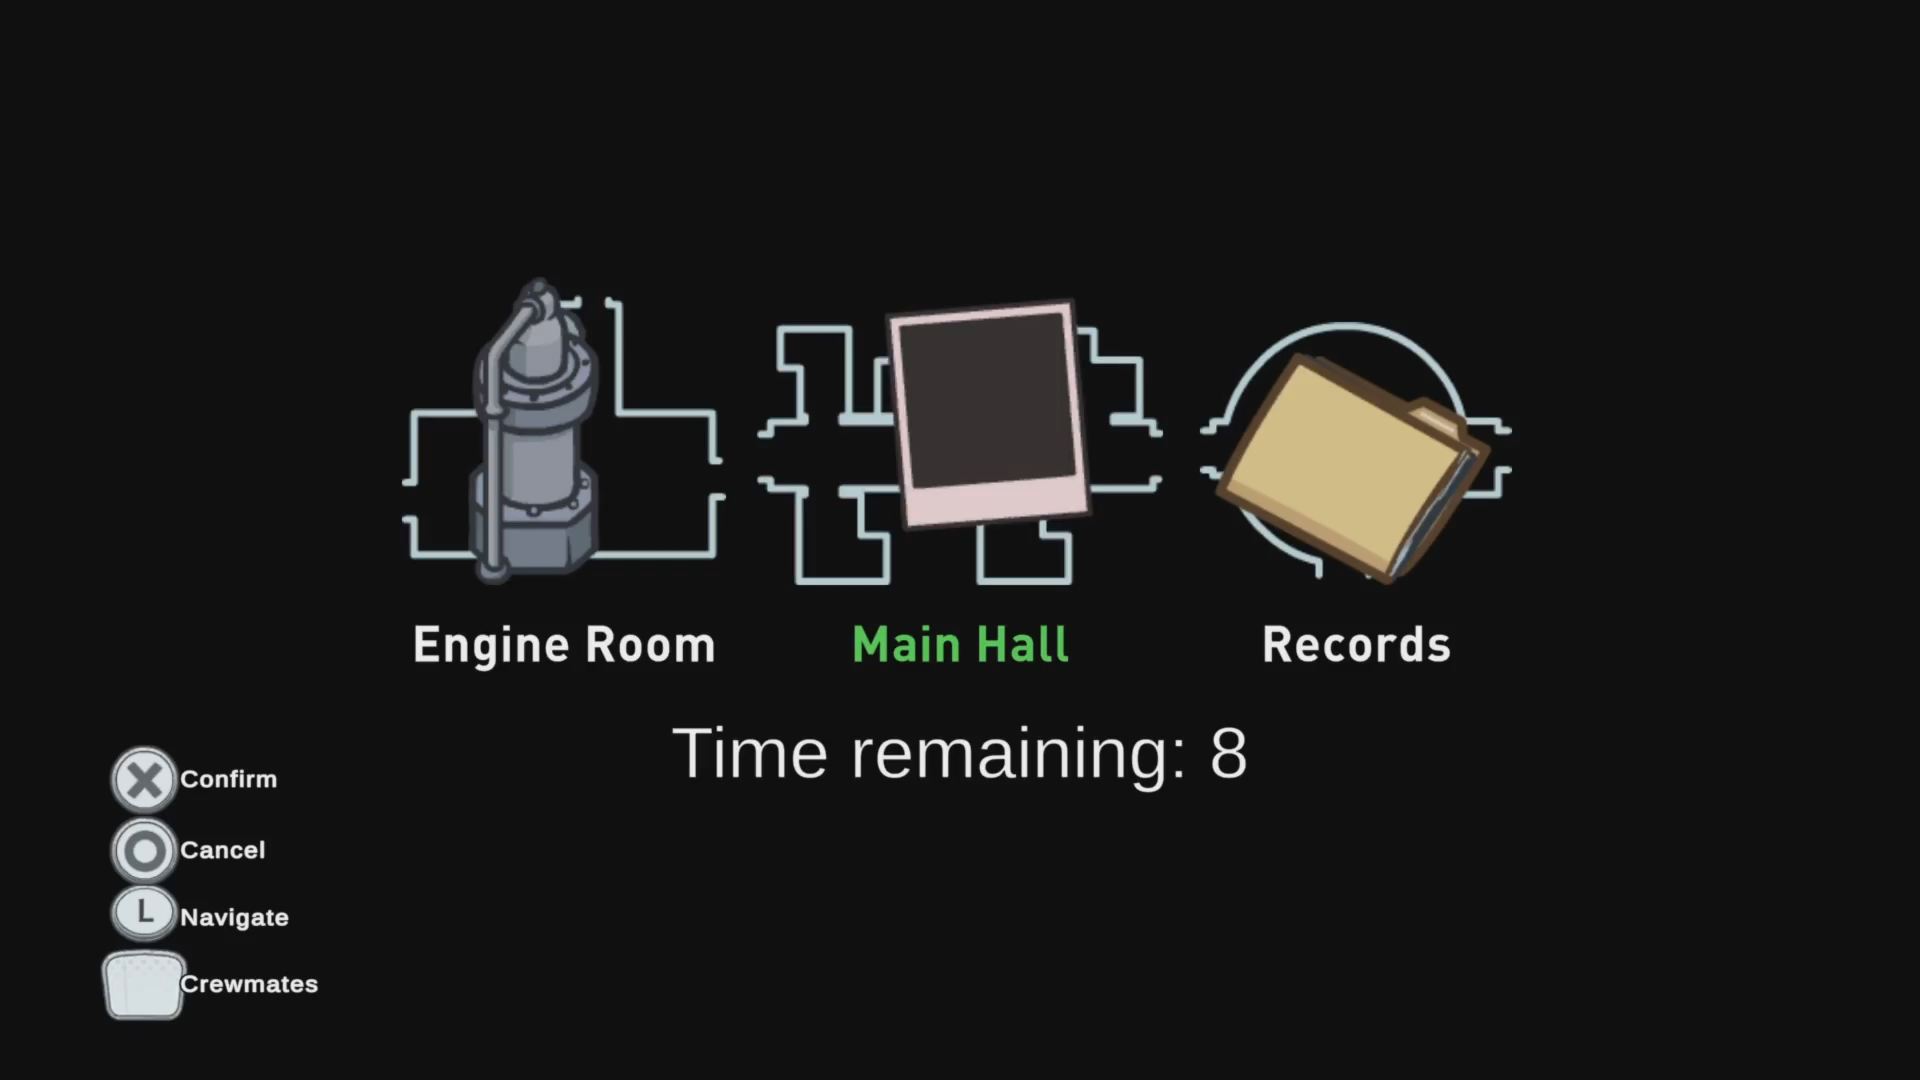 Engine Room
Main Hall
Records
Time remaining: 8
Confirm
Cancel
L Navigate
Crewmates